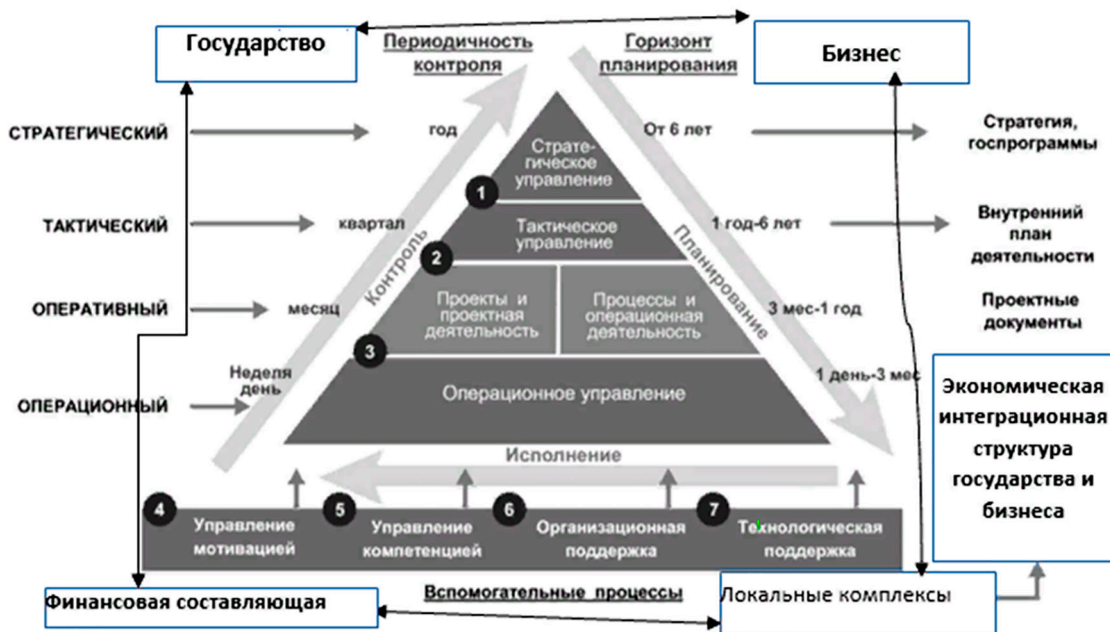 Государство
Периодичность
контроля
Горизонт
планирования
Бизнес
СТРАТЕГИЧЕСКИЙ
год
Страте-
гическое
управление
От 6 лет
Стратегия,
госпрограммы
1
ТАКТИЧЕСКИЙ
квартал
Тактическое
управление
1 год-6 лет
Внутренний
план
деятельности
2
Контроль
Планирование
ОПЕРАТИВНЫЙ
месяц
Проекты и
проектная
деятельность
Процессы и
операционная
деятельность
3 мес-1 год
Проектные
документы
3
ОПЕРАЦИОННЫЙ
Неделя
день
Операционное управление
1 день-3 мес
Экономическая
интеграционная
структура
государства и
бизнеса
Исполнение
4
Управление
мотивацией
5
Управление
компетенцией
6
Организационная
поддержка
7
Технологическая
поддержка
Финансовая составляющая
Вспомогательные процессы
Локальные комплексы